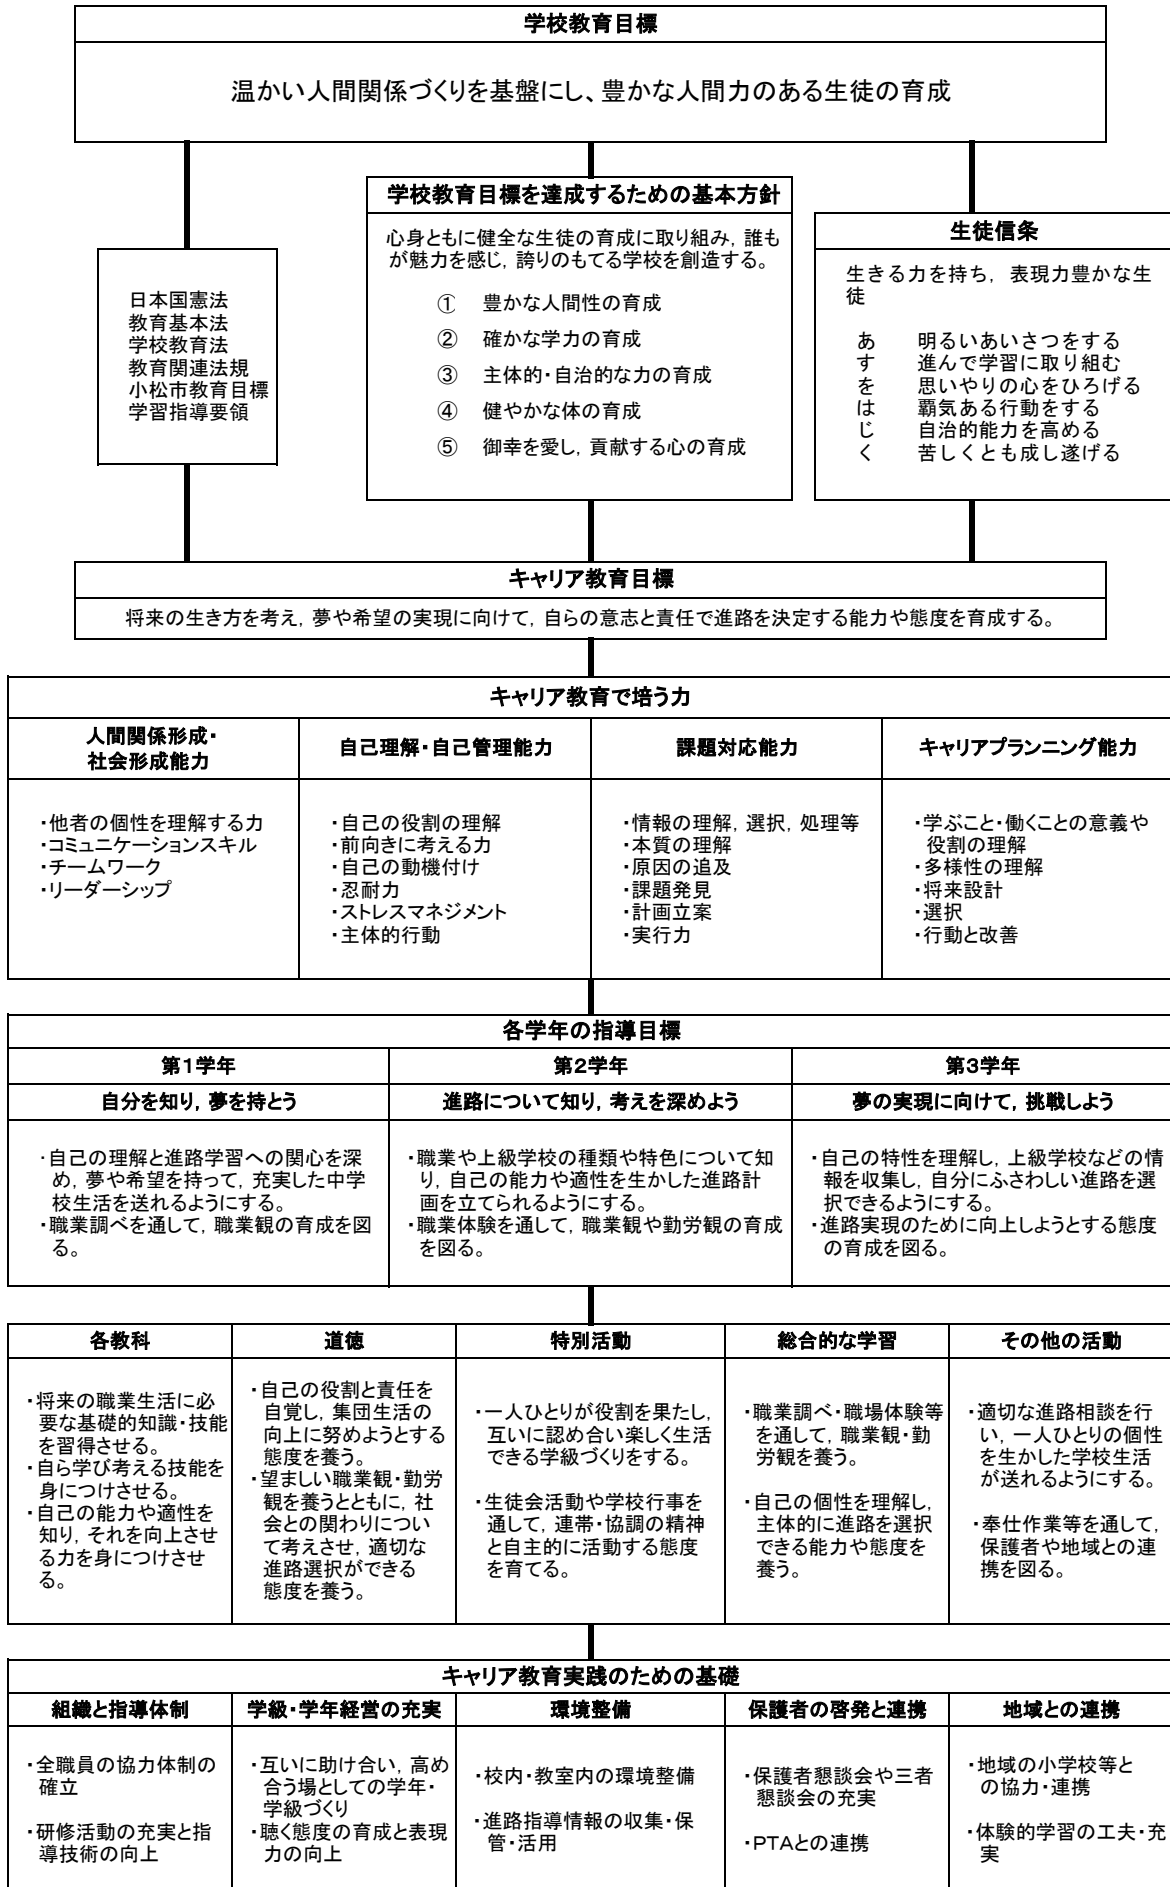 学校教育目標
温かい人間関係づくりを基盤にし、豊かな人間力のある生徒の育成
日本国憲法
教育基本法
学校教育法
教育関連法規
小松市教育目標
学習指導要領
学校教育目標を達成するための基本方針
心身ともに健全な生徒の育成に取り組み，誰も
が魅力を感じ，誇りのもてる学校を創造する。
① 豊かな人間性の育成
② 確かな学力の育成
③ 主体的・自治的な力の育成
④ 健やかな体の育成
⑤ 御幸を愛し，貢献する心の育成
生徒信条
生きる力を持ち， 表現力豊かな生
徒
あ 明るいあいさつをする
す 進んで学習に取り組む
を 思いやりの心をひろげる
は 覇気ある行動をする
じ 自治的能力を高める
く 苦しくとも成し遂げる
キャリア教育目標
将来の生き方を考え，夢や希望の実現に向けて，自らの意志と責任で進路を決定する能力や態度を育成する。
キャリア教育で培う力
人間関係形成・
社会形成能力
・他者の個性を理解する力
・コミュニケーションスキル
・チームワーク
・リーダーシップ
自己理解・自己管理能力
・自己の役割の理解
・前向きに考える力
・自己の動機付け
・忍耐力
・ストレスマネジメント
・主体的行動
課題対応能力
・情報の理解，選択，処理等
・本質の理解
・原因の追及
・課題発見
・計画立案
・実行力
キャリアプランニング能力
・学ぶこと・働くことの意義や
役割の理解
・多様性の理解
・将来設計
・選択
・行動と改善
各学年の指導目標
第１学年
自分を知り，夢を持とう
・自己の理解と進路学習への関心を深
め，夢や希望を持って，充実した中学
校生活を送れるようにする。
・職業調べを通して，職業観の育成を図
る。
第２学年
進路について知り，考えを深めよう
・職業や上級学校の種類や特色について知
り，自己の能力や適性を生かした進路計
画を立てられるようにする。
・職業体験を通して，職業観や勤労観の育成
を図る。
第３学年
夢の実現に向けて，挑戦しよう
・自己の特性を理解し，上級学校などの情
報を収集し，自分にふさわしい進路を選
択できるようにする。
・進路実現のために向上しようとする態度
の育成を図る。
各教科
・将来の職業生活に必
要な基礎的知識・技能
を習得させる。
・自ら学び考える技能を
身につけさせる。
・自己の能力や適性を
知り，それを向上させ
る力を身につけさせ
る。
道徳
・自己の役割と責任を
自覚し，集団生活の
向上に努めようとする
態度を養う。
・望ましい職業観・勤労
観を養うとともに，社
会との関わりについ
て考えさせ，適切な
進路選択ができる
態度を養う。
特別活動
・一人ひとりが役割を果たし，
互いに認め合い楽しく生活
できる学級づくりをする。
・生徒会活動や学校行事を
通して，連帯・協調の精神
と自主的に活動する態度
を育てる。
総合的な学習
・職業調べ・職場体験等
を通して，職業観・勤
労観を養う。
・自己の個性を理解し，
主体的に進路を選択
できる能力や態度を
養う。
その他の活動
・適切な進路相談を行
い，一人ひとりの個性
を生かした学校生活
が送れるようにする。
・奉仕作業等を通して，
保護者や地域との連
携を図る。
キャリア教育実践のための基礎
組織と指導体制
・全職員の協力体制の
確立
・研修活動の充実と指
導技術の向上
学級・学年経営の充実
・互いに助け合い，高め
合う場としての学年・
学級づくり
・聴く態度の育成と表現
力の向上
環境整備
・校内・教室内の環境整備
・進路指導情報の収集・保
管・活用
保護者の啓発と連携
・保護者懇談会や三者
懇談会の充実
・PTAとの連携
地域との連携
・地域の小学校等と
の協力・連携
・体験的学習の工夫・充
実